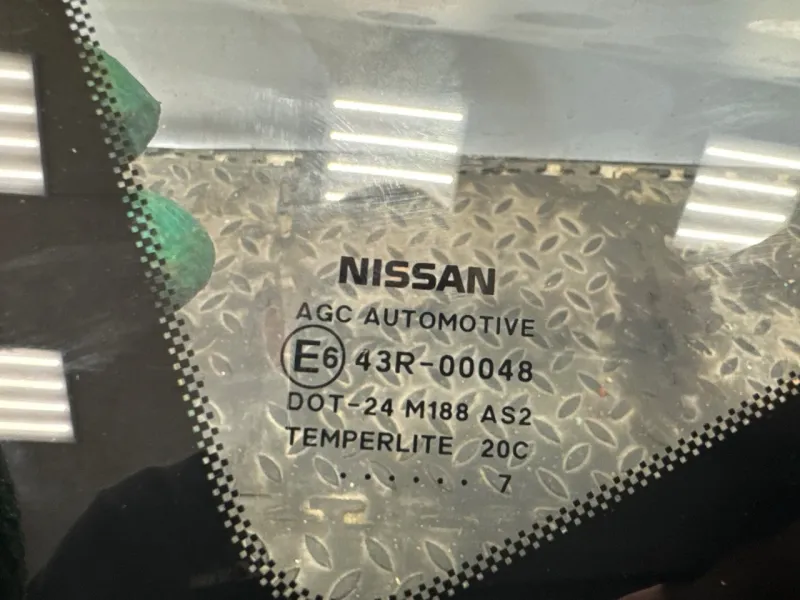 NISSAN
AGC AUTOMOTIVE
E6 43R-00048
DOT-24 M188 AS2
TEMPERLITE 20C
. . . . . . 7